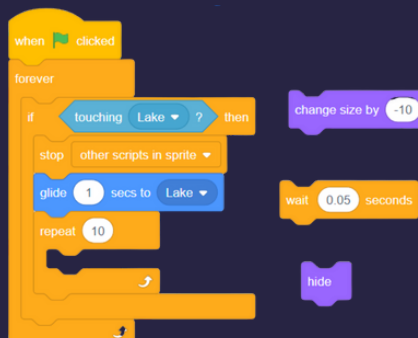 when clicked
forever
if touching Lake ? then
stop other scripts in sprite
glide 1 secs to Lake
repeat 10
change size by -10
wait 0.05 seconds
hide